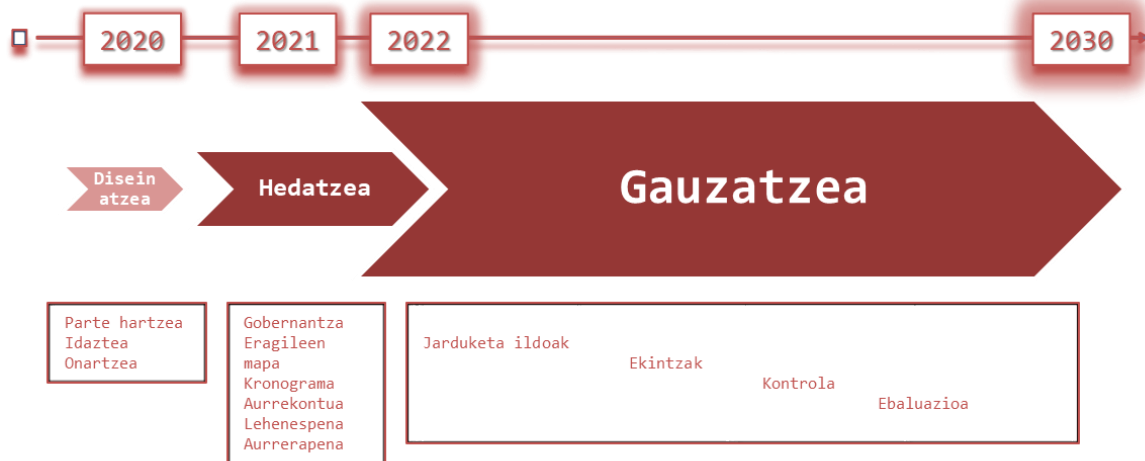 2020
2021
2022
2030
Disein
atzea
Hedatzea
Gauzatzea
Parte hartzea
Idaztea
Onartzea
Gobernantza
Eragileen
mapa
Kronograma
Aurrekontua
Lehenespena
Aurrerapena
Jarduketa ildoak
Ekintzak
Kontrola
Ebaluazioa